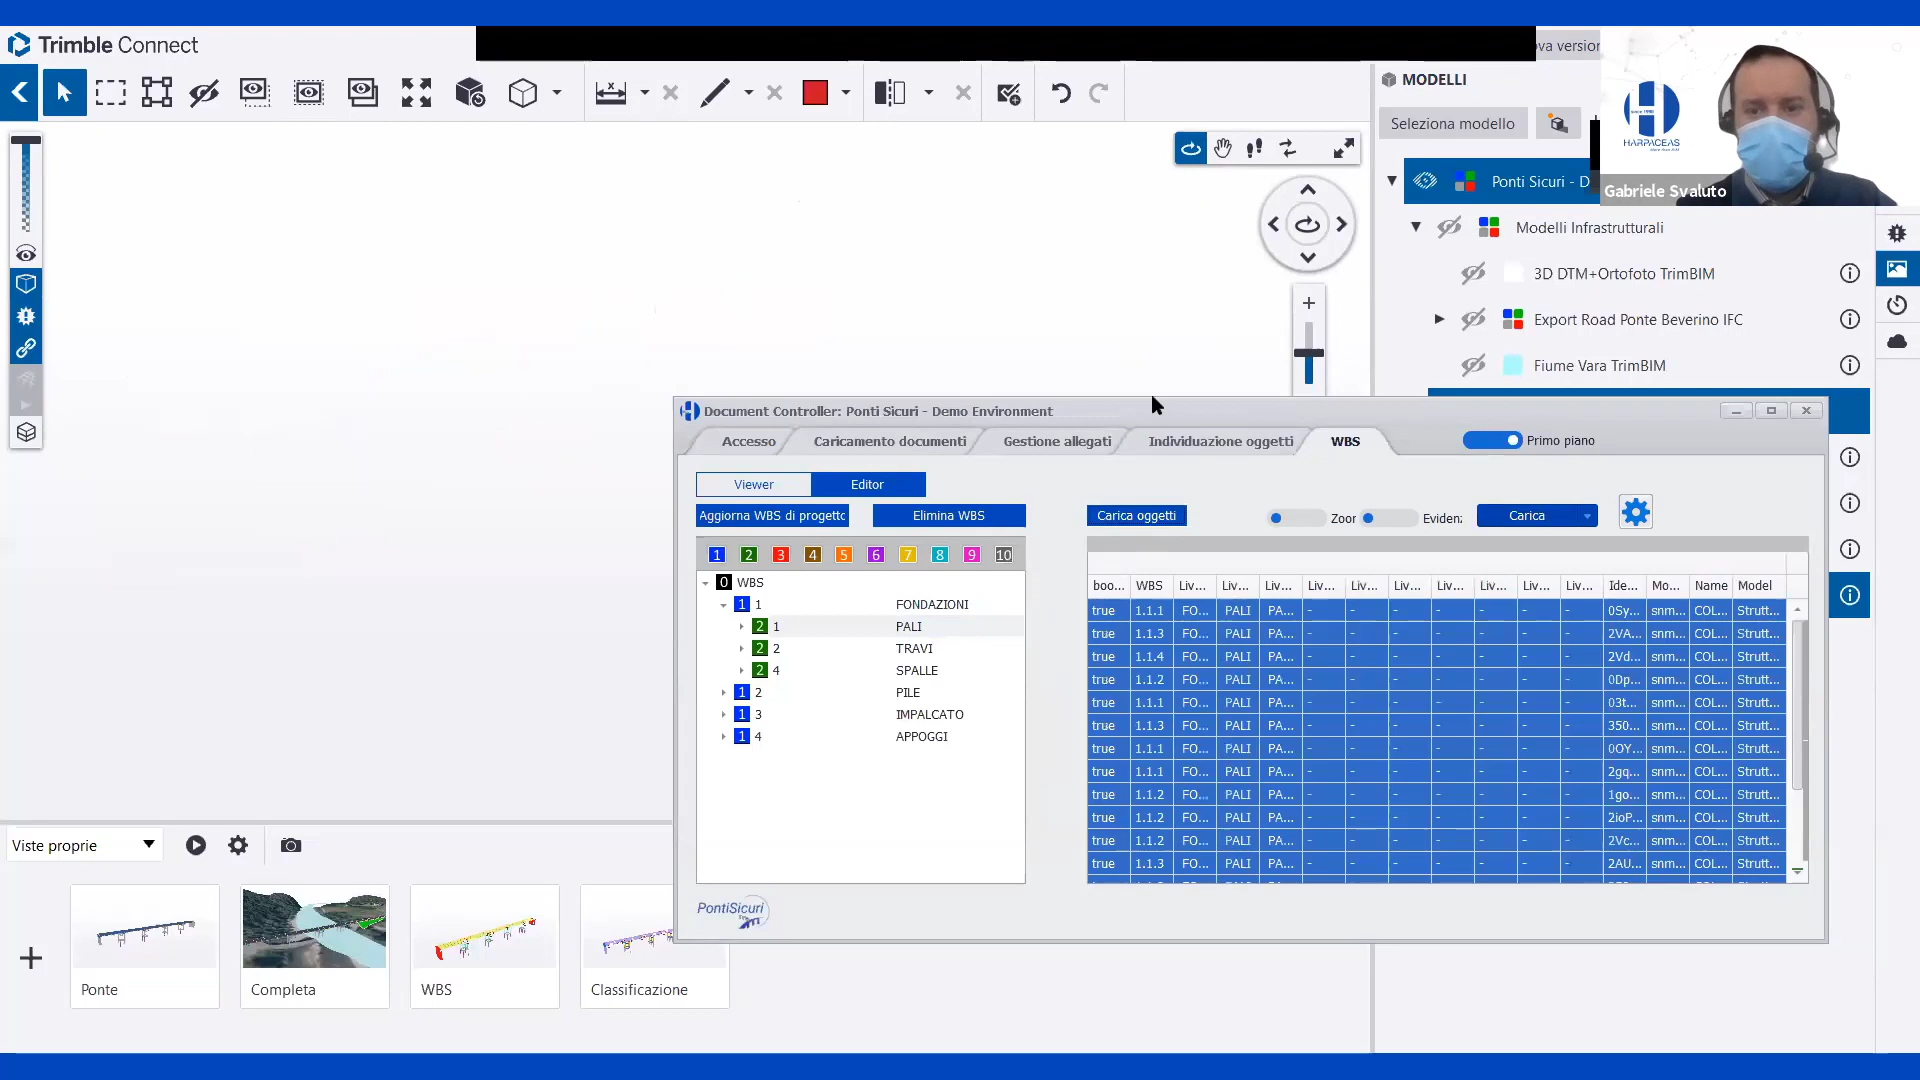 Trimble Connect
va version
MODELLI
Seleziona modello
since 1990
HARPACEAS
Gabriele Svaluto
Ponti Sicuri - D
Modelli Infrastrutturali
3D DTM+Ortofoto TrimBIM
Export Road Ponte Beverino IFC
Fiume Vara TrimBIM
Document Controller: Ponti Sicuri - Demo Environment
Accesso Caricamento documenti Gestione allegati Individuazione oggetti WBS Primo piano
Viewer Editor
Aggiorna WBS di progetto Elimina WBS Carica oggetti Zoor Eviden: Carica
1 2 3 4 5 6 7 8 9 10
0 WBS
1 1 FONDAZIONI
2 1 PALI
2 2 TRAVI
2 4 SPALLE
1 2 PILE
1 3 IMPALCATO
1 4 APPOGGI
boo... WBS Liv... Liv... Liv... Liv... Liv... Liv... Liv... Liv... Liv... Liv... Ide... Mo... Name Model
true 1.1.1 FO... PALI PA... - - - - - - - 0Sy... snm... COL... Strutt...
true 1.1.3 FO... PALI PA... - - - - - - - 2VA... snm... COL... Strutt...
true 1.1.4 FO... PALI PA... - - - - - - - 2Vd... snm... COL... Strutt...
true 1.1.2 FO... PALI PA... - - - - - - - 0Dp... snm... COL... Strutt...
true 1.1.1 FO... PALI PA... - - - - - - - 03t... snm... COL... Strutt...
true 1.1.3 FO... PALI PA... - - - - - - - 350... snm... COL... Strutt...
true 1.1.1 FO... PALI PA... - - - - - - - 0OY... snm... COL... Strutt...
true 1.1.1 FO... PALI PA... - - - - - - - 2gq... snm... COL... Strutt...
true 1.1.2 FO... PALI PA... - - - - - - - 1go... snm... COL... Strutt...
true 1.1.2 FO... PALI PA... - - - - - - - 2ioP... snm... COL... Strutt...
true 1.1.2 FO... PALI PA... - - - - - - - 2Vc... snm... COL... Strutt...
true 1.1.3 FO... PALI PA... - - - - - - - 2AU... snm... COL... Strutt...
PontiSicuri
Viste proprie
Ponte
Completa
WBS
Classificazione